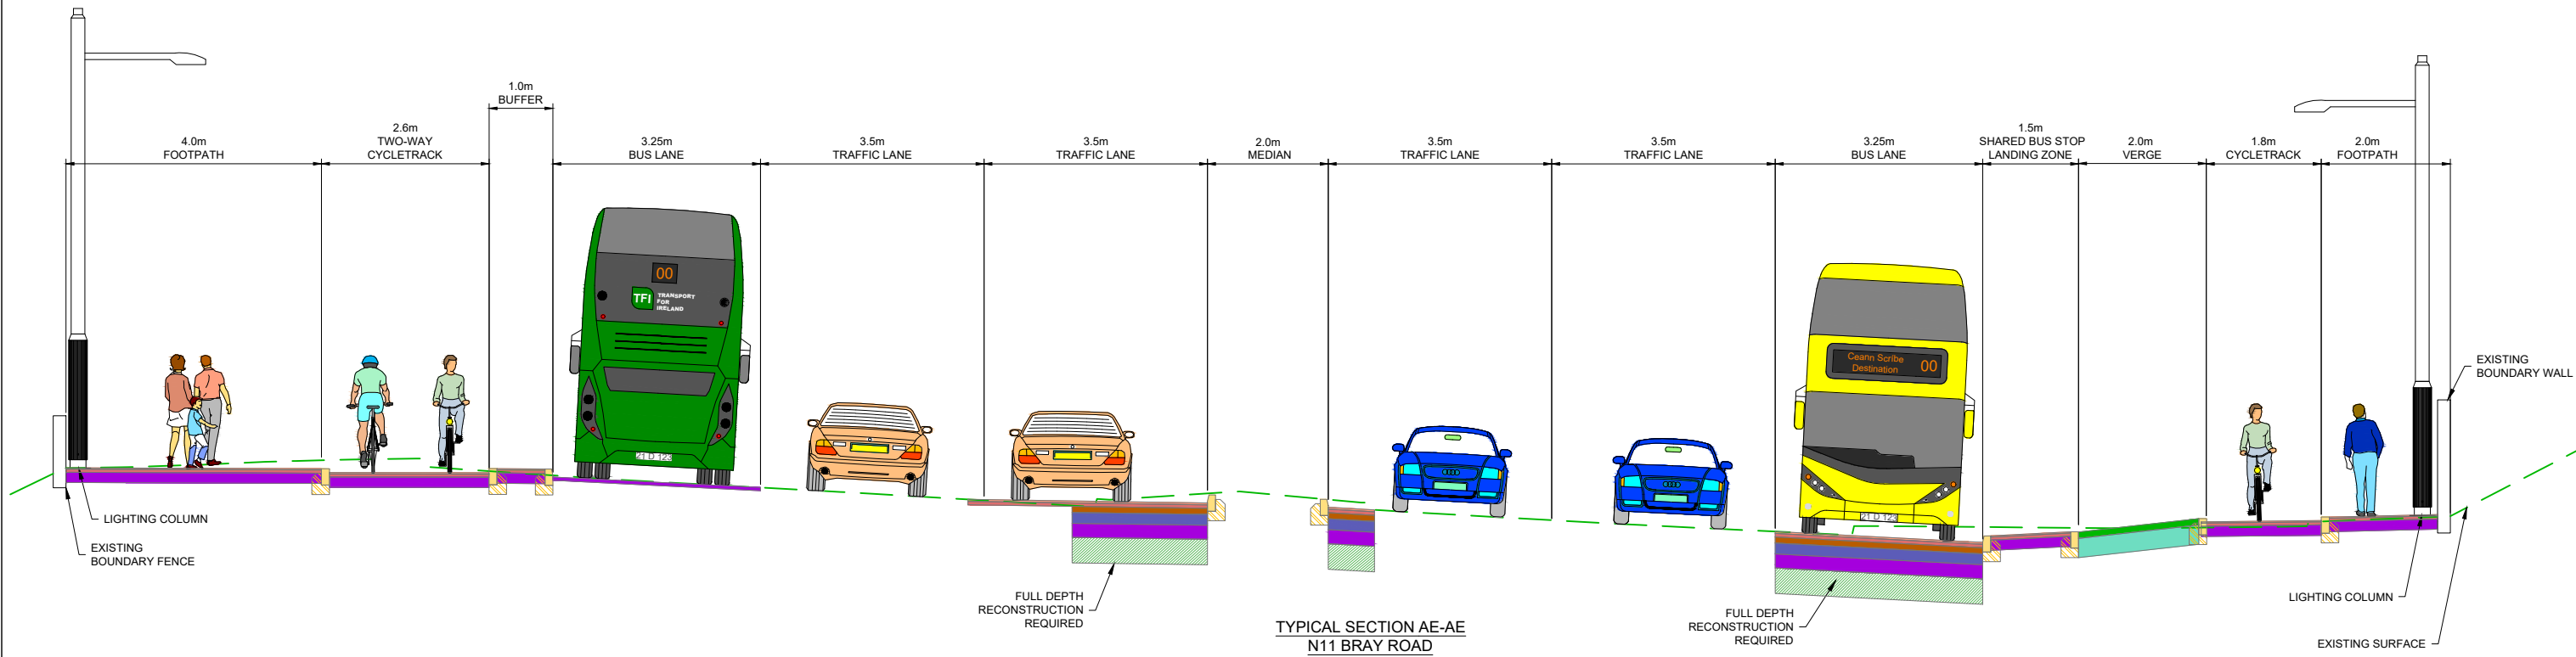 1.0m
BUFFER
4.0m
FOOTPATH
2.6m
TWO-WAY
CYCLETRACK
3.25m
BUS LANE
3.5m
TRAFFIC LANE
3.5m
TRAFFIC LANE
2.0m
MEDIAN
3.5m
TRAFFIC LANE
3.5m
TRAFFIC LANE
3.25m
BUS LANE
1.5m
SHARED BUS STOP
LANDING ZONE
2.0m
VERGE
1.8m
CYCLETRACK
2.0m
FOOTPATH
00
TFI
TRANSPORT
FOR
IRELAND
21 D 123
Ceann Scríbe
Destination
00
21 D 123
EXISTING
BOUNDARY WALL
LIGHTING COLUMN
EXISTING
BOUNDARY FENCE
FULL DEPTH
RECONSTRUCTION
REQUIRED
FULL DEPTH
RECONSTRUCTION
REQUIRED
LIGHTING COLUMN
EXISTING SURFACE
TYPICAL SECTION AE-AE
N11 BRAY ROAD